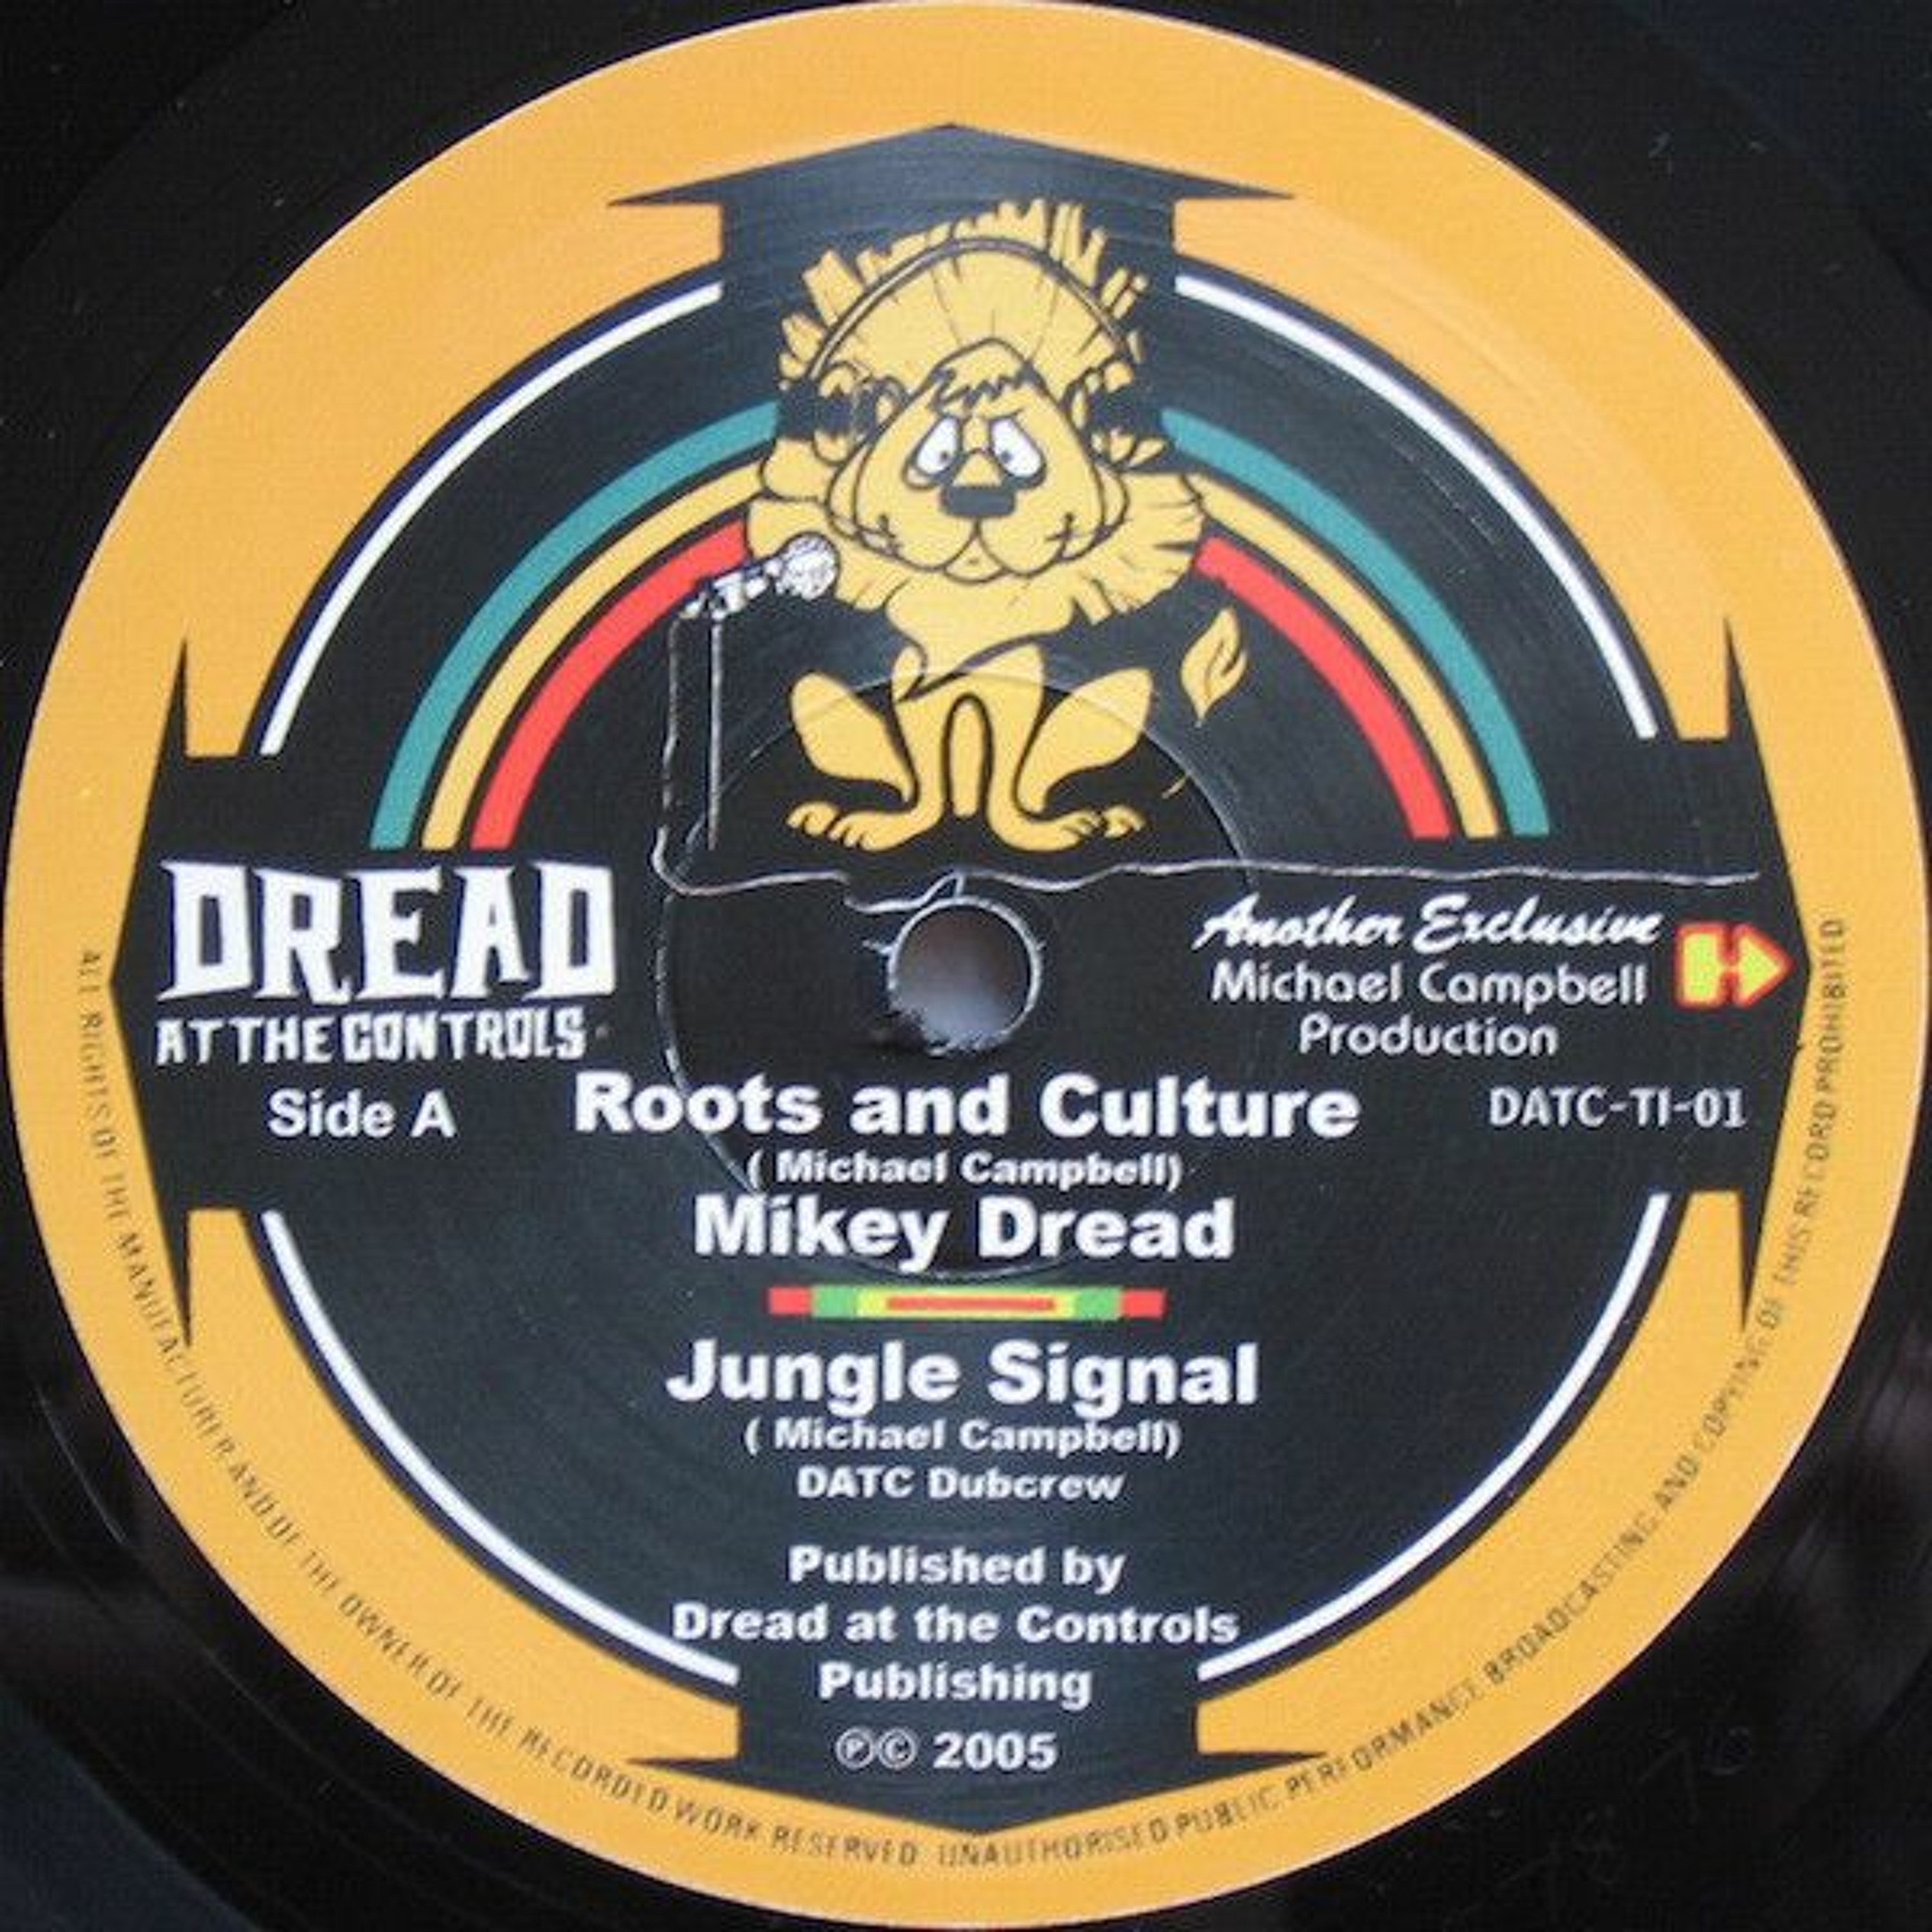 DREAD
AT THE CONTROLS
Another Exclusive
Michael Campbell
Production
Side A
DATC-TI-01
Roots and Culture
( Michael Campbell)
Mikey Dread
Jungle Signal
( Michael Campbell)
DATC Dubcrew
Published by
Dread at the Controls
Publishing
℗© 2005
ALL RIGHTS OF THE MANUFACTURER AND OF THE OWNER OF THE RECORDED WORK RESERVED UNAUTHORISED PUBLIC PERFORMANCE BROADCASTING AND COPYING OF THIS RECORD PROHIBITED